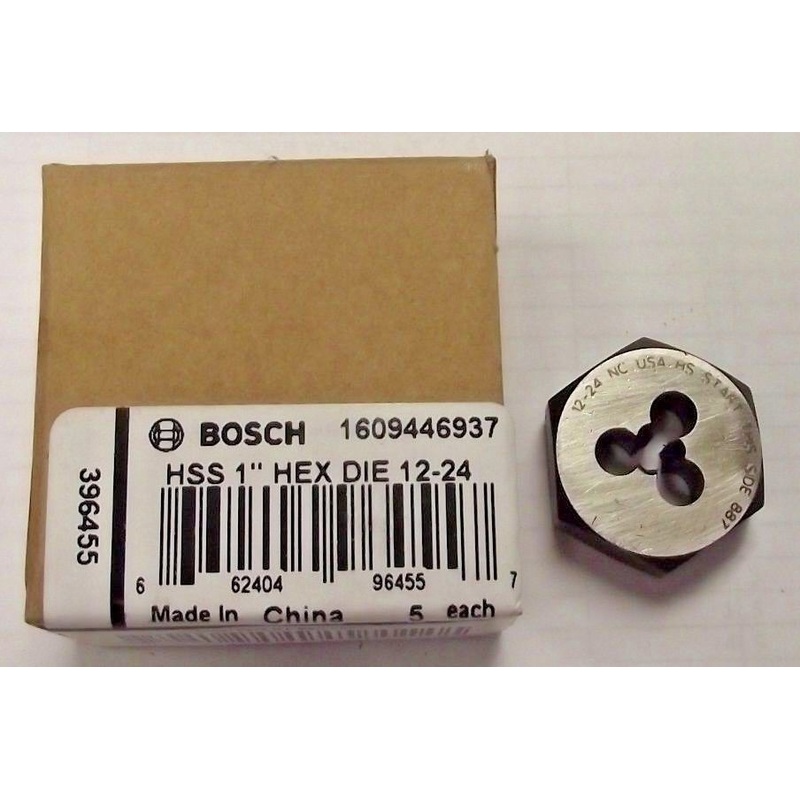 BOSCH 1609446937
HSS 1" HEX DIE 12-24
396455
6 62404 96455 7
Made In China 5 each
12-24 NC USA HS START THIS SDE 887